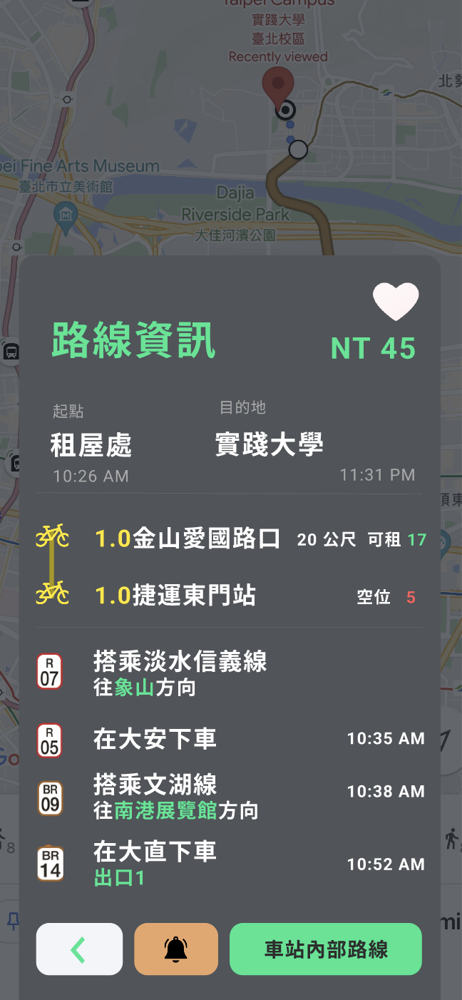 Taipei Campus
實踐大學
臺北校區
Recently viewed
pei Fine Arts Museum
臺北市立美術館
Dajia
Riverside Park
大佳河濱公園
路線資訊
NT 45
起點
目的地
租屋處
實踐大學
10:26 AM
11:31 PM
1.0金山愛國路口 20 公尺 可租 17
1.0捷運東門站 空位 5
R
07
搭乘淡水信義線
往象山方向
R
05
在大安下車 10:35 AM
BR
09
搭乘文湖線 10:38 AM
往南港展覽館方向
BR
14
在大直下車 10:52 AM
出口1
8
Go
mi
車站內部路線